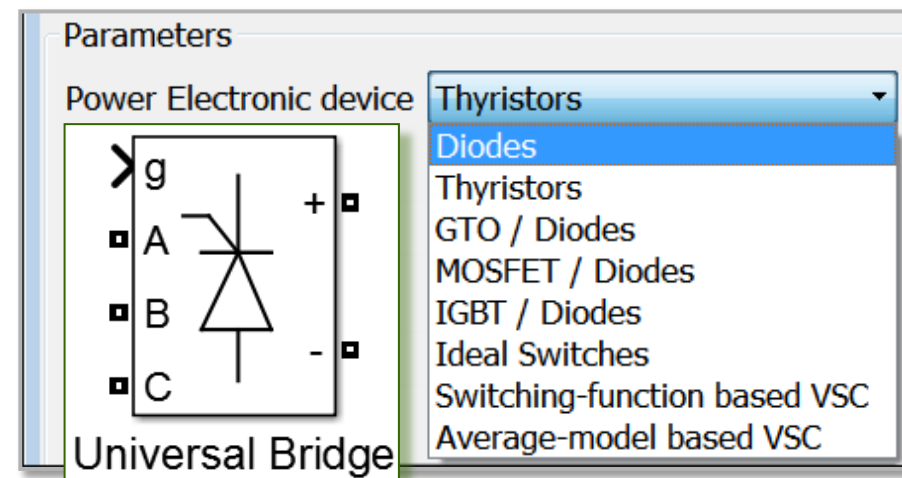 Parameters
Power Electronic device Thyristors
Diodes
Thyristors
GTO / Diodes
MOSFET / Diodes
IGBT / Diodes
Ideal Switches
Switching-function based VSC
Average-model based VSC
g
A
B
C
+
-
Universal Bridge